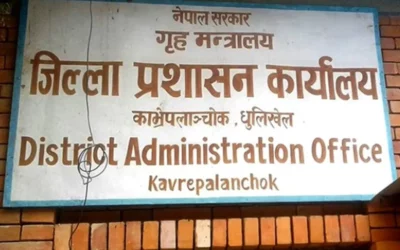 नेपाल सरकार
गृह मन्त्रालय
जिल्ला प्रशासन कार्यालय
काभ्रेपलाञ्चोक, धुलिखेल
District Administration Office
Kavrepalanchok